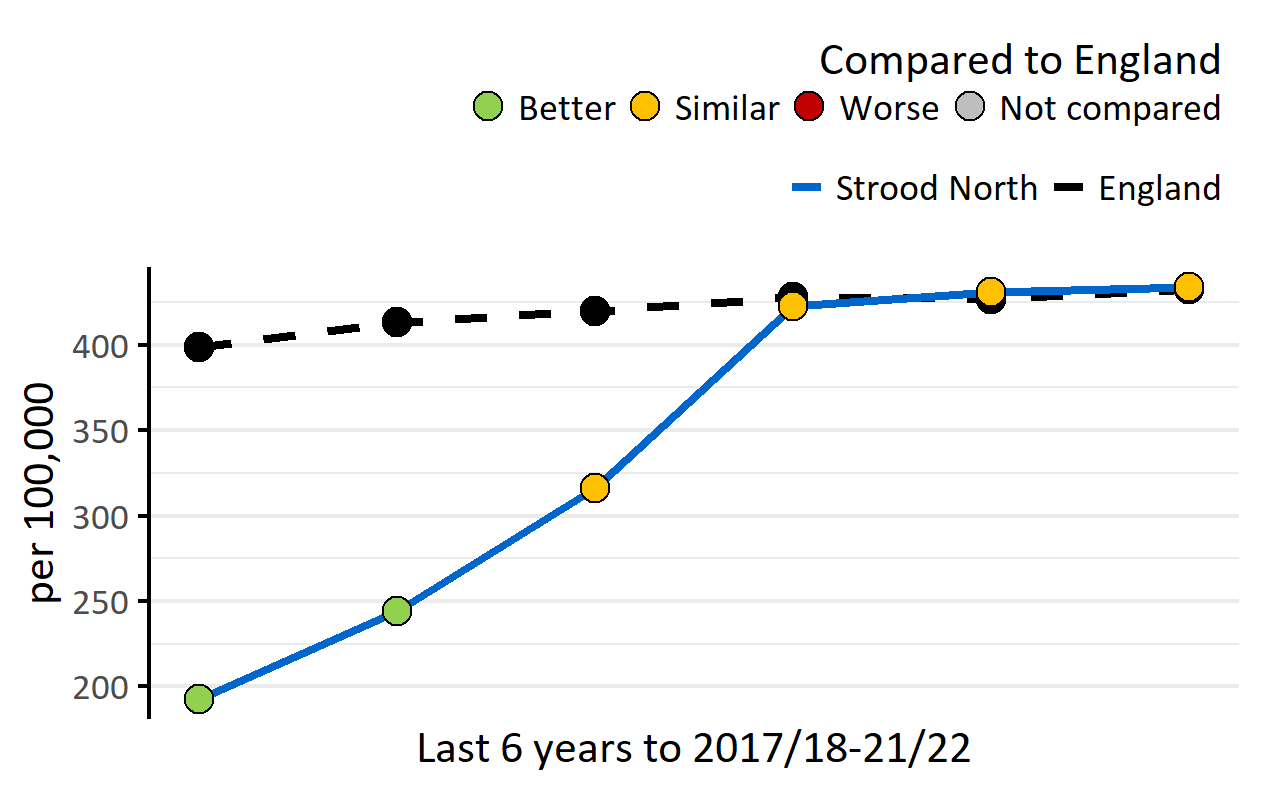 Compared to England
Better Similar Worse Not compared
Strood North England
per 100,000
400
350
300
250
200
Last 6 years to 2017/18-21/22